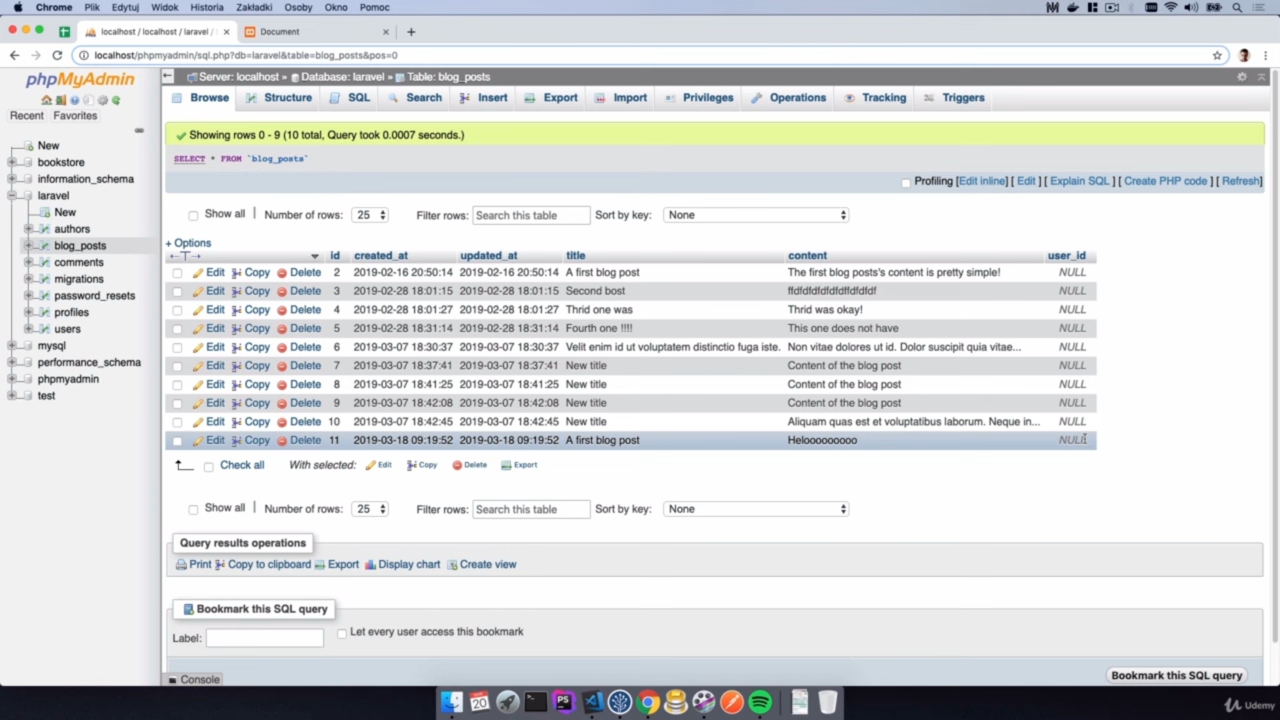 Chrome Plik Edytuj Widok Historia Zakładki Osoby Okno Pomoc
localhost / localhost / laravel / Document
localhost/phpmyadmin/sql.php?db=laravel&table=blog_posts&pos=0
phpMyAdmin
Recent Favorites
New
bookstore
information_schema
laravel
New
authors
blog_posts
comments
migrations
password_resets
profiles
users
mysql
performance_schema
phpmyadmin
test
Server: localhost » Database: laravel » Table: blog_posts
Browse Structure SQL Search Insert Export Import Privileges Operations Tracking Triggers
Showing rows 0 - 9 (10 total, Query took 0.0007 seconds.)
SELECT * FROM `blog_posts`
Profiling [Edit inline] [ Edit ] [ Explain SQL ] [ Create PHP code ] [ Refresh]
Show all | Number of rows: 25 Filter rows: Search this table Sort by key: None
+ Options
←T→ id created_at updated_at title content user_id
Edit Copy Delete 2 2019-02-16 20:50:14 2019-02-16 20:50:14 A first blog post The first blog posts's content is pretty simple! NULL
Edit Copy Delete 3 2019-02-28 18:01:15 2019-02-28 18:01:15 Second bost ffdfdfdfdfdfdffdfdfdf NULL
Edit Copy Delete 4 2019-02-28 18:01:27 2019-02-28 18:01:27 Thrid one was Thrid was okay! NULL
Edit Copy Delete 5 2019-02-28 18:31:14 2019-02-28 18:31:14 Fourth one !!!! This one does not have NULL
Edit Copy Delete 6 2019-03-07 18:30:37 2019-03-07 18:30:37 Velit enim id ut voluptatem distinctio fuga iste. Non vitae dolores ut id. Dolor suscipit quia vitae... NULL
Edit Copy Delete 7 2019-03-07 18:37:41 2019-03-07 18:37:41 New title Content of the blog post NULL
Edit Copy Delete 8 2019-03-07 18:41:25 2019-03-07 18:41:25 New title Content of the blog post NULL
Edit Copy Delete 9 2019-03-07 18:42:08 2019-03-07 18:42:08 New title Content of the blog post NULL
Edit Copy Delete 10 2019-03-07 18:42:45 2019-03-07 18:42:45 New title Aliquam quas est et voluptatibus laborum. Neque in... NULL
Edit Copy Delete 11 2019-03-18 09:19:52 2019-03-18 09:19:52 A first blog post Helooooooooo NULL
Check all With selected: Edit Copy Delete Export
Show all | Number of rows: 25 Filter rows: Search this table Sort by key: None
Query results operations
Print Copy to clipboard Export Display chart Create view
Bookmark this SQL query
Label: Let every user access this bookmark
Console Bookmark this SQL query
20 PS
Udemy